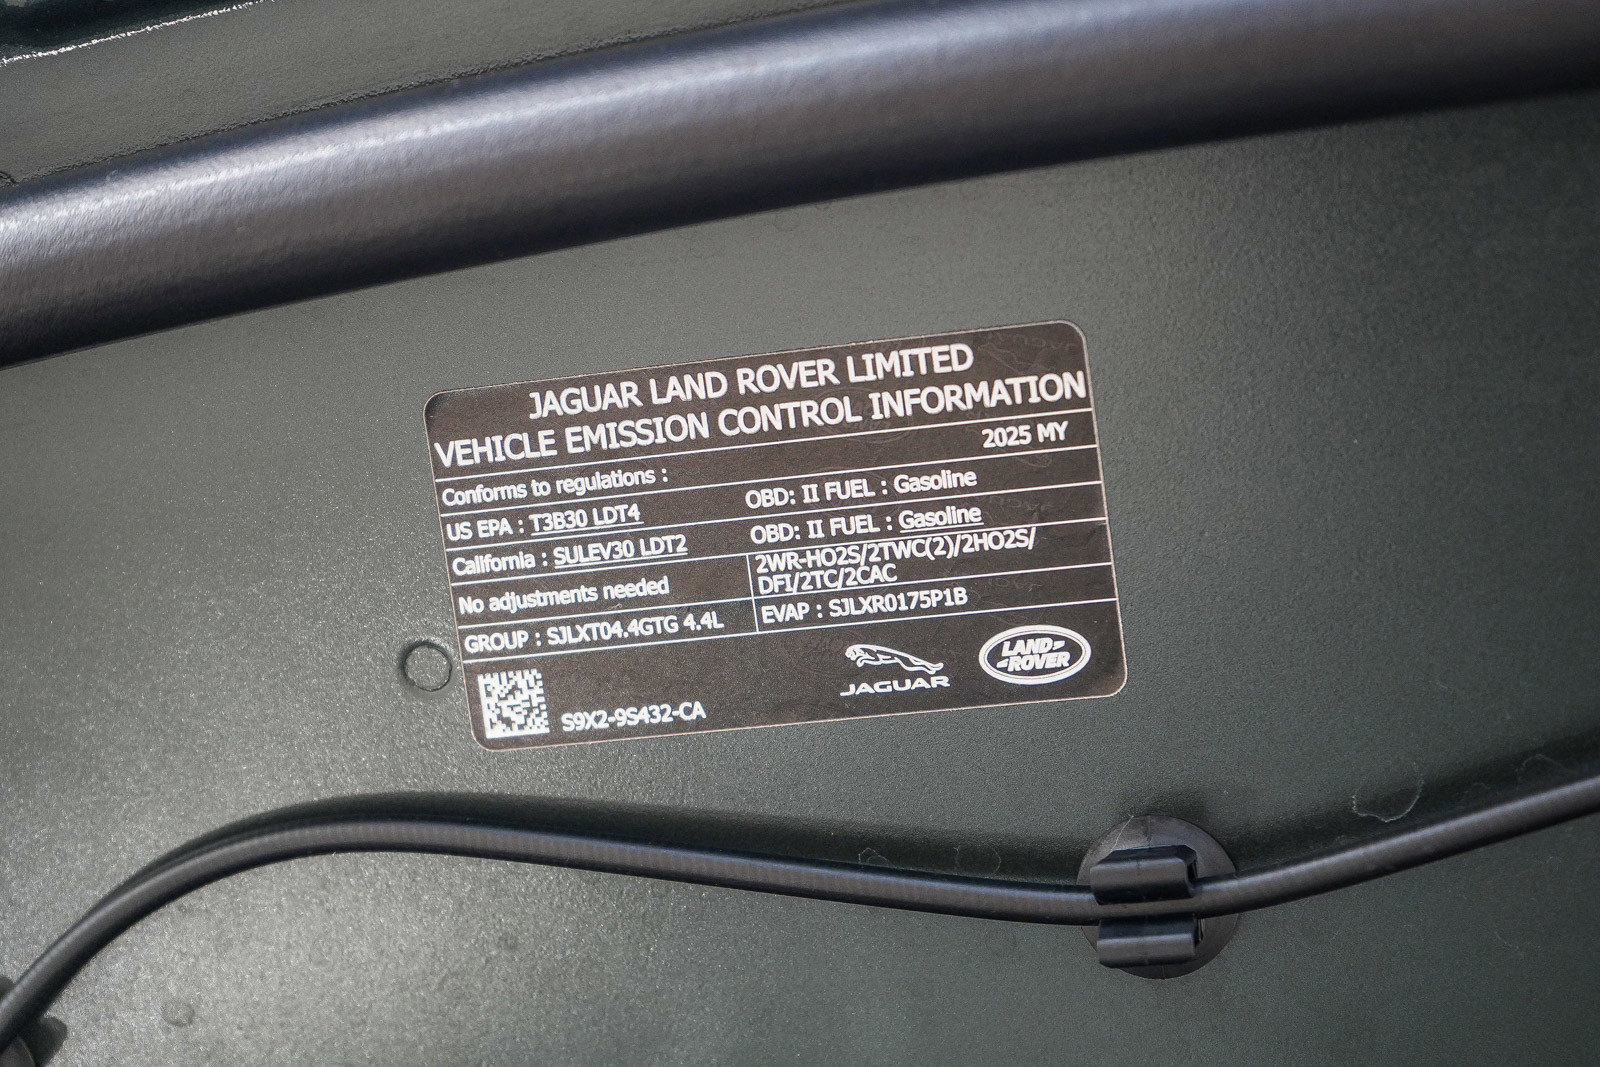 JAGUAR LAND ROVER LIMITED
VEHICLE EMISSION CONTROL INFORMATION
2025 MY
Conforms to regulations :
US EPA : T3B30 LDT4 OBD: II FUEL : Gasoline
California : SULEV30 LDT2 OBD: II FUEL : Gasoline
No adjustments needed
2WR-HO2S/2TWC(2)/2HO2S/
DFI/2TC/2CAC
GROUP : SJLXT04.4GTG 4.4L
EVAP : SJLXR0175P1B
S9X2-9S432-CA
JAGUAR
LAND
ROVER